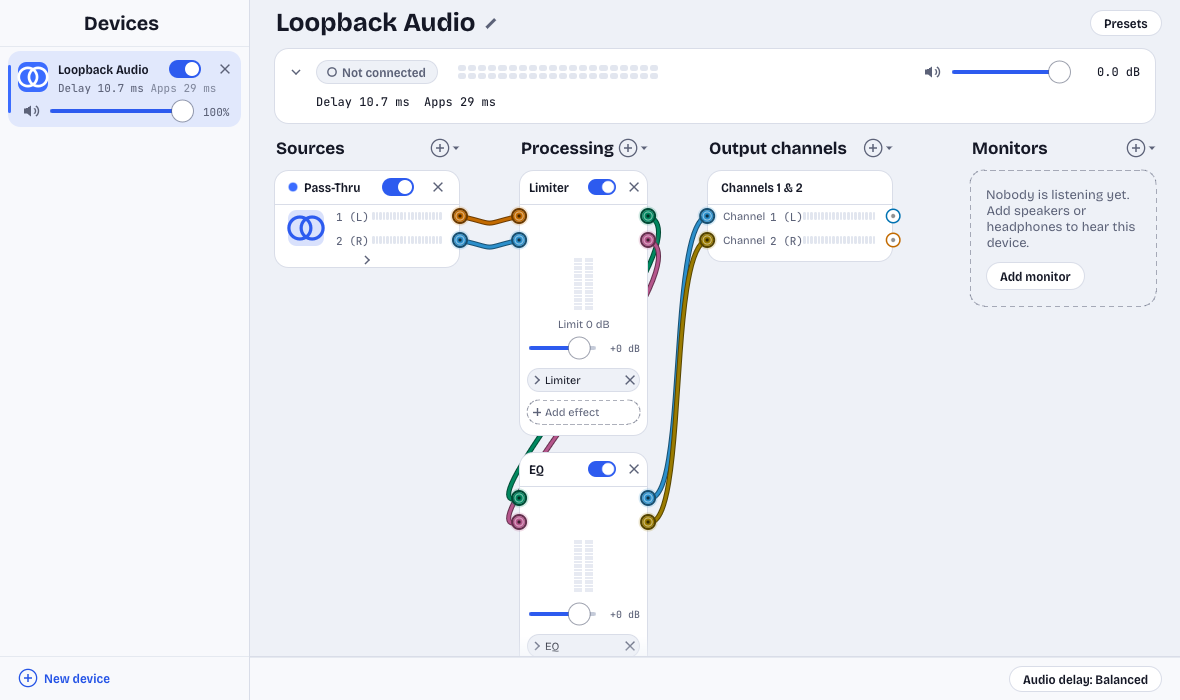 Devices
Loopback Audio
Delay 10.7 ms Apps 29 ms
100%
New device
Loopback Audio
Presets
Not connected
0.0 dB
Delay 10.7 ms Apps 29 ms
Sources
Processing
Output channels
Monitors
Pass-Thru
1 (L)
2 (R)
Limiter
Limit 0 dB
+0 dB
Limiter
Add effect
EQ
+0 dB
EQ
Channels 1 & 2
Channel 1 (L)
Channel 2 (R)
Nobody is listening yet.
Add speakers or
headphones to hear this
device.
Add monitor
Audio delay: Balanced